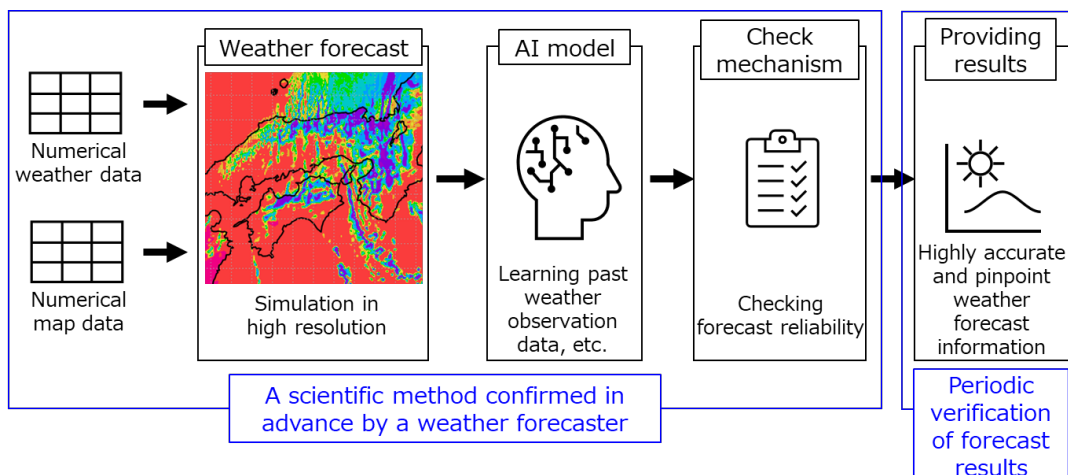 Numerical
weather data
Numerical
map data
Weather forecast
Simulation in
high resolution
AI model
Learning past
weather
observation
data, etc.
Check
mechanism
Checking
forecast reliability
Providing
results
Highly accurate
and pinpoint
weather
forecast
information
A scientific method confirmed in
advance by a weather forecaster
Periodic
verification
of forecast
results